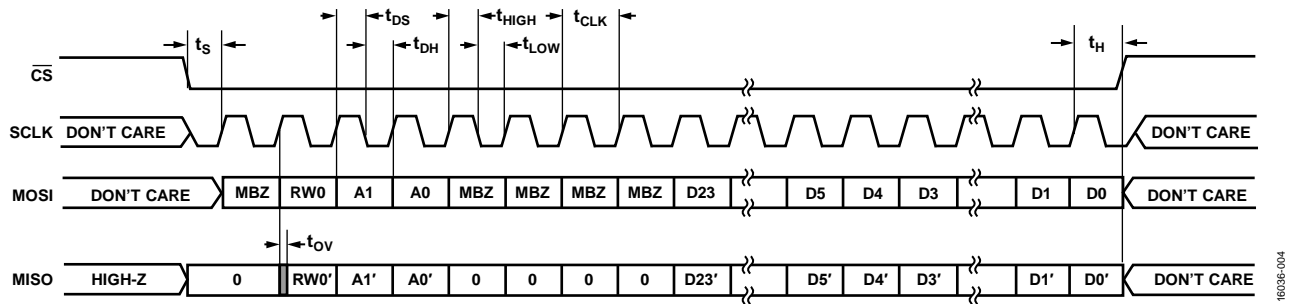 tS tDS tDH tHIGH tLOW tCLK tH
CS
SCLK DON'T CARE DON'T CARE
MOSI DON'T CARE MBZ RW0 A1 A0 MBZ MBZ MBZ MBZ D23 D5 D4 D3 D1 D0 DON'T CARE
tOV
MISO HIGH-Z 0 RW0′ A1′ A0′ 0 0 0 0 D23′ D5′ D4′ D3′ D1′ D0′ DON'T CARE
16036-004